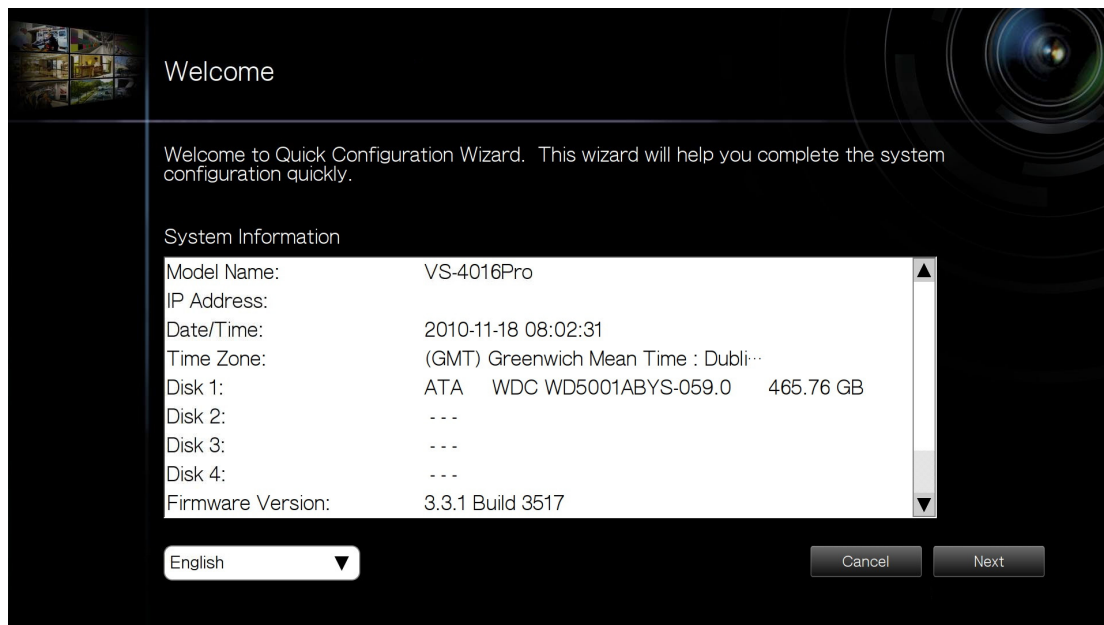 Welcome
Welcome to Quick Configuration Wizard. This wizard will help you complete the system
configuration quickly.
System Information
Model Name: VS-4016Pro
IP Address:
Date/Time: 2010-11-18 08:02:31
Time Zone: (GMT) Greenwich Mean Time : Dubli...
Disk 1: ATA WDC WD5001ABYS-059.0 465.76 GB
Disk 2: - - -
Disk 3: - - -
Disk 4: - - -
Firmware Version: 3.3.1 Build 3517
English ▼ Cancel Next